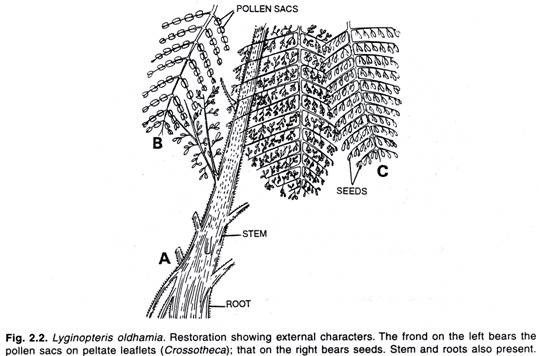 POLLEN SACS
B
C
SEEDS
STEM
A
ROOT
Fig. 2.2. Lyginopteris oldhamia. Restoration showing external characters. The frond on the left bears the
pollen sacs on peltate leaflets (Crossotheca); that on the right bears seeds. Stem and roots also present.